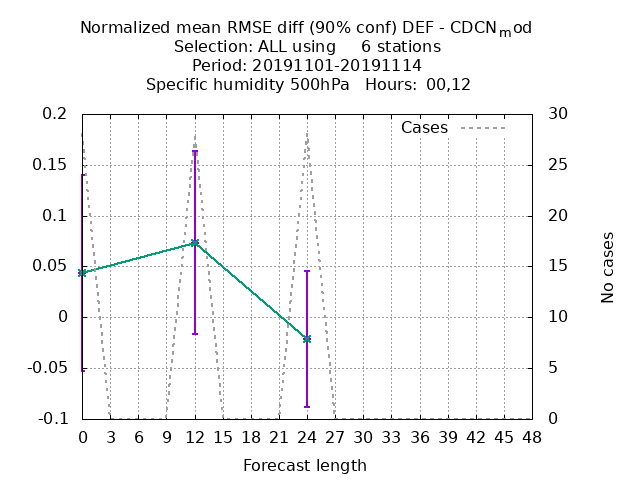 Normalized mean RMSE diff (90% conf) DEF - CDCNmod
Selection: ALL using 6 stations
Period: 20191101-20191114
Specific humidity 500hPa Hours: 00,12
0.2 30
Cases
0.15 25
0.1 20
0.05 15
No cases
0 10
-0.05 5
-0.1 0
0 3 6 9 12 15 18 21 24 27 30 33 36 39 42 45 48
Forecast length